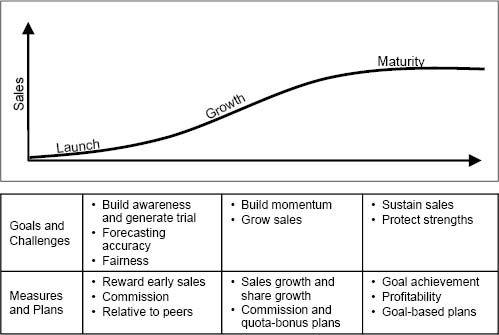 Sales
Launch
Growth
Maturity
Goals and
Challenges
• Build awareness
and generate trial
• Forecasting
accuracy
• Fairness
• Build momentum
• Grow sales
• Sustain sales
• Protect strengths
Measures
and Plans
• Reward early sales
• Commission
• Relative to peers
• Sales growth and
share growth
• Commission and
quota-bonus plans
• Goal achievement
• Profitability
• Goal-based plans